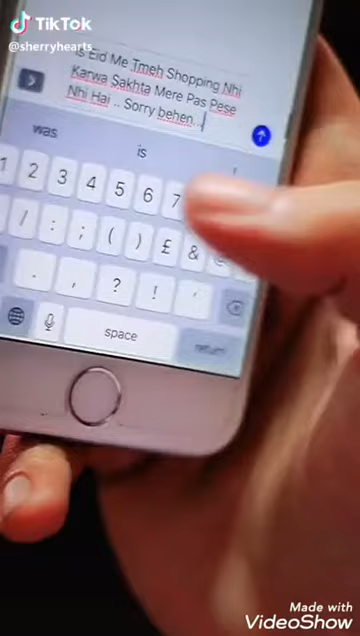 TikTok
@sherryhearts
is Eid Me Tmeh Shopping Nhi
Karwa Sakhta Mere Pas Pese
Nhi Hai .. Sorry behen..
was
is
1 2 3 4 5 6 7
/ : ; ( ) £ & @
. , ? ! '
space
return
Made with
VideoShow